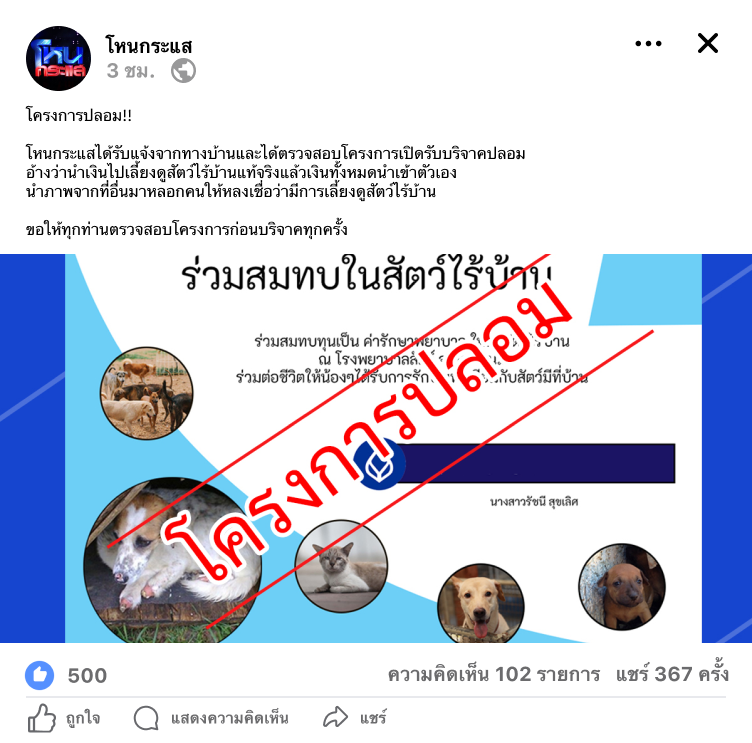 โหนกระแส
โหนกระแส
3 ชม.
โครงการปลอม!!
โหนกระแสได้รับแจ้งจากทางบ้านและได้ตรวจสอบโครงการเปิดรับบริจาคปลอม
อ้างว่านำเงินไปเลี้ยงดูสัตว์ไร้บ้านแท้จริงแล้วเงินทั้งหมดนำเข้าตัวเอง
นำภาพจากที่อื่นมาหลอกคนให้หลงเชื่อว่ามีการเลี้ยงดูสัตว์ไร้บ้าน
ขอให้ทุกท่านตรวจสอบโครงการก่อนบริจาคทุกครั้ง
ร่วมสมทบในสัตว์ไร้บ้าน
ร่วมสมทบทุนเป็น ค่ารักษาพยาบาล
ณ โรงพยาบาล
ร่วมต่อชีวิตให้น้องๆได้รับการ กับสัตว์มีที่บ้าน
โครงการปลอม
นางสาวรัชนี สุขเลิศ
500
ความคิดเห็น 102 รายการ แชร์ 367 ครั้ง
ถูกใจ แสดงความคิดเห็น แชร์